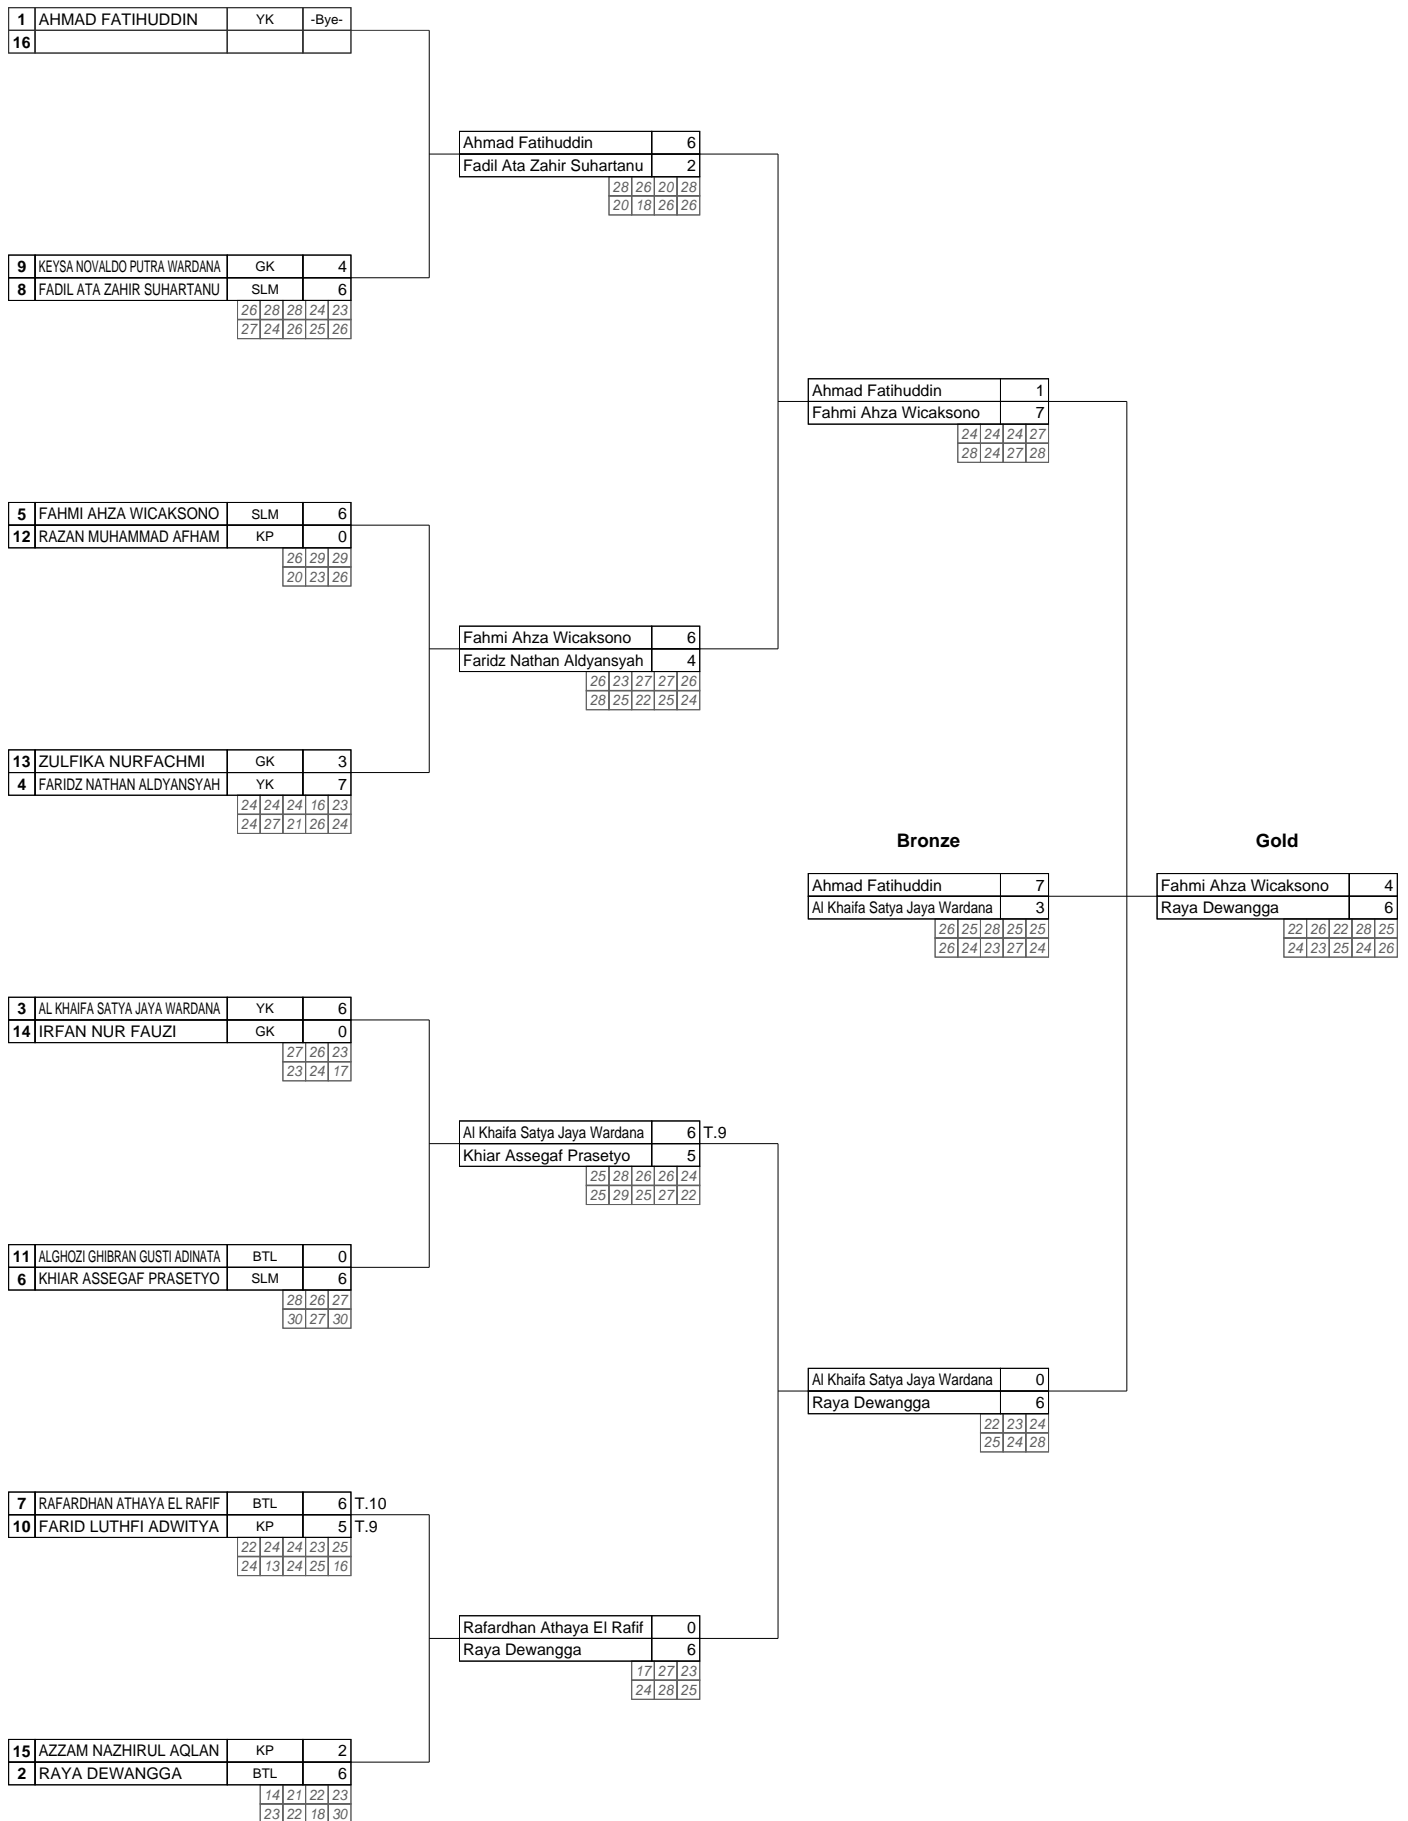 1 AHMAD FATIHUDDIN YK -Bye-
16
Ahmad Fatihuddin 6
Fadil Ata Zahir Suhartanu 2
28 26 20 28
20 18 26 26
9 KEYSA NOVALDO PUTRA WARDANA GK 4
8 FADIL ATA ZAHIR SUHARTANU SLM 6
26 28 28 24 23
27 24 26 25 26
Ahmad Fatihuddin 1
Fahmi Ahza Wicaksono 7
24 24 24 27
28 24 27 28
5 FAHMI AHZA WICAKSONO SLM 6
12 RAZAN MUHAMMAD AFHAM KP 0
26 29 29
20 23 26
Fahmi Ahza Wicaksono 6
Faridz Nathan Aldyansyah 4
26 23 27 27 26
28 25 22 25 24
13 ZULFIKA NURFACHMI GK 3
4 FARIDZ NATHAN ALDYANSYAH YK 7
24 24 24 16 23
24 27 21 26 24
Bronze Gold
Ahmad Fatihuddin 7 Fahmi Ahza Wicaksono 4
Al Khaifa Satya Jaya Wardana 3 Raya Dewangga 6
26 25 28 25 25 22 26 22 28 25
26 24 23 27 24 24 23 25 24 26
3 AL KHAIFA SATYA JAYA WARDANA YK 6
14 IRFAN NUR FAUZI GK 0
27 26 23
23 24 17
Al Khaifa Satya Jaya Wardana 6 T.9
Khiar Assegaf Prasetyo 5
25 28 26 26 24
25 29 25 27 22
11 ALGHOZI GHIBRAN GUSTI ADINATA BTL 0
6 KHIAR ASSEGAF PRASETYO SLM 6
28 26 27
30 27 30
Al Khaifa Satya Jaya Wardana 0
Raya Dewangga 6
22 23 24
25 24 28
7 RAFARDHAN ATHAYA EL RAFIF BTL 6 T.10
10 FARID LUTHFI ADWITYA KP 5 T.9
22 24 24 23 25
24 13 24 25 16
Rafardhan Athaya El Rafif 0
Raya Dewangga 6
17 27 23
24 28 25
15 AZZAM NAZHIRUL AQLAN KP 2
2 RAYA DEWANGGA BTL 6
14 21 22 23
23 22 18 30